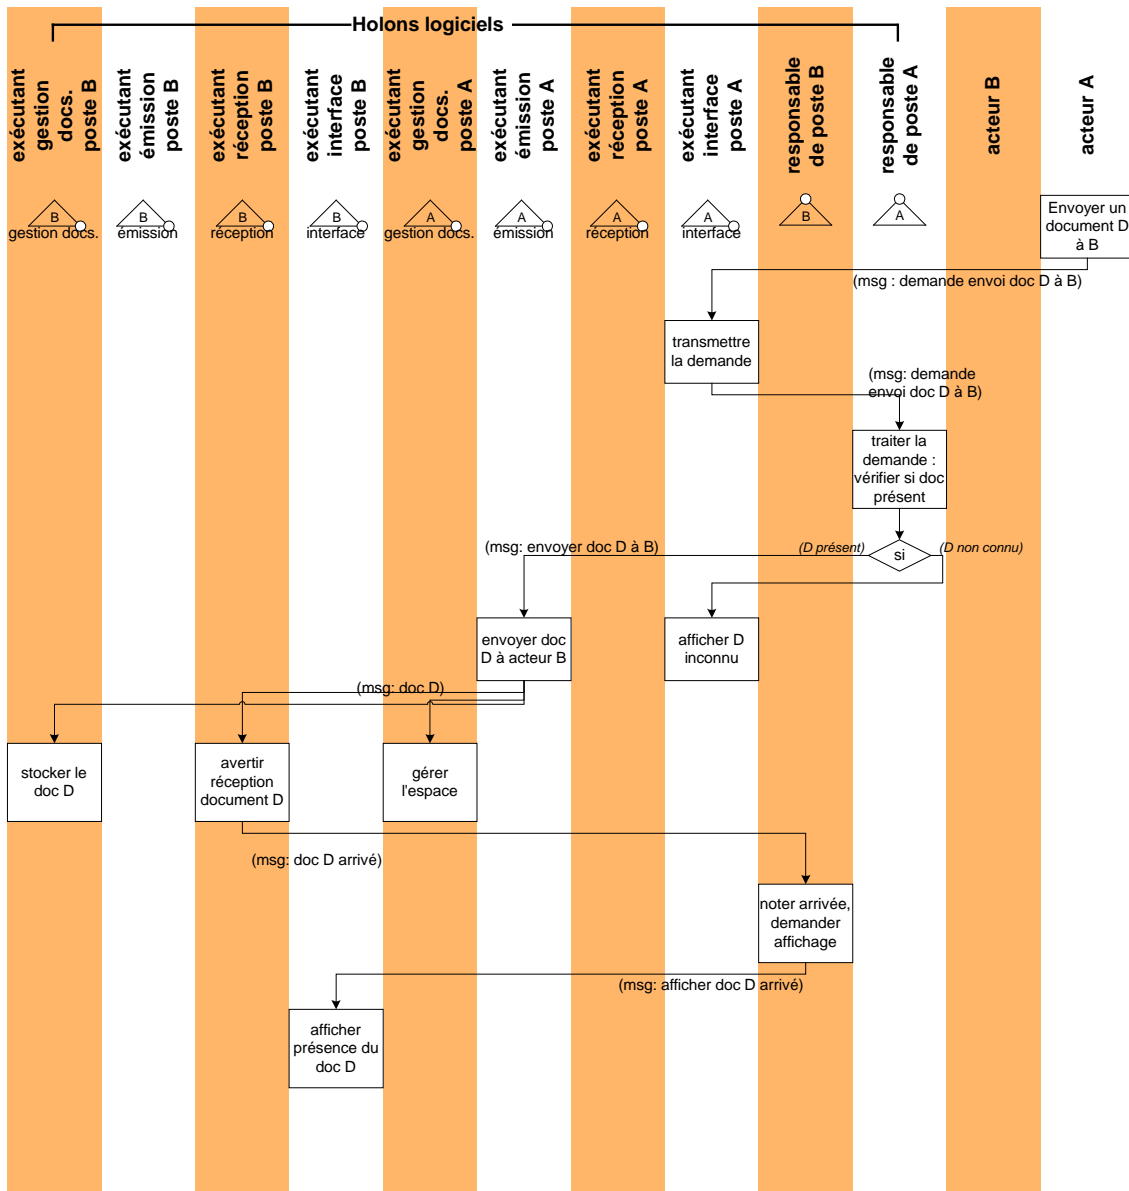 Holons logiciels
exécutant
gestion
docs.
poste B
exécutant
émission
poste B
exécutant
réception
poste B
exécutant
interface
poste B
exécutant
gestion
docs.
poste A
exécutant
émission
poste A
exécutant
réception
poste A
exécutant
interface
poste A
responsable
de poste B
responsable
de poste A
acteur B
acteur A
B
gestion docs.
B
émission
B
réception
B
interface
A
gestion docs.
A
émission
A
réception
A
interface
B
A
Envoyer un
document D
à B
(msg : demande envoi doc D à B)
transmettre
la demande
(msg: demande
envoi doc D à B)
traiter la
demande :
vérifier si doc
présent
(msg: envoyer doc D à B)
(D présent)
si
(D non connu)
envoyer doc
D à acteur B
afficher D
inconnu
(msg: doc D)
stocker le
doc D
avertir
réception
document D
gérer
l'espace
(msg: doc D arrivé)
noter arrivée,
demander
affichage
(msg: afficher doc D arrivé)
afficher
présence du
doc D